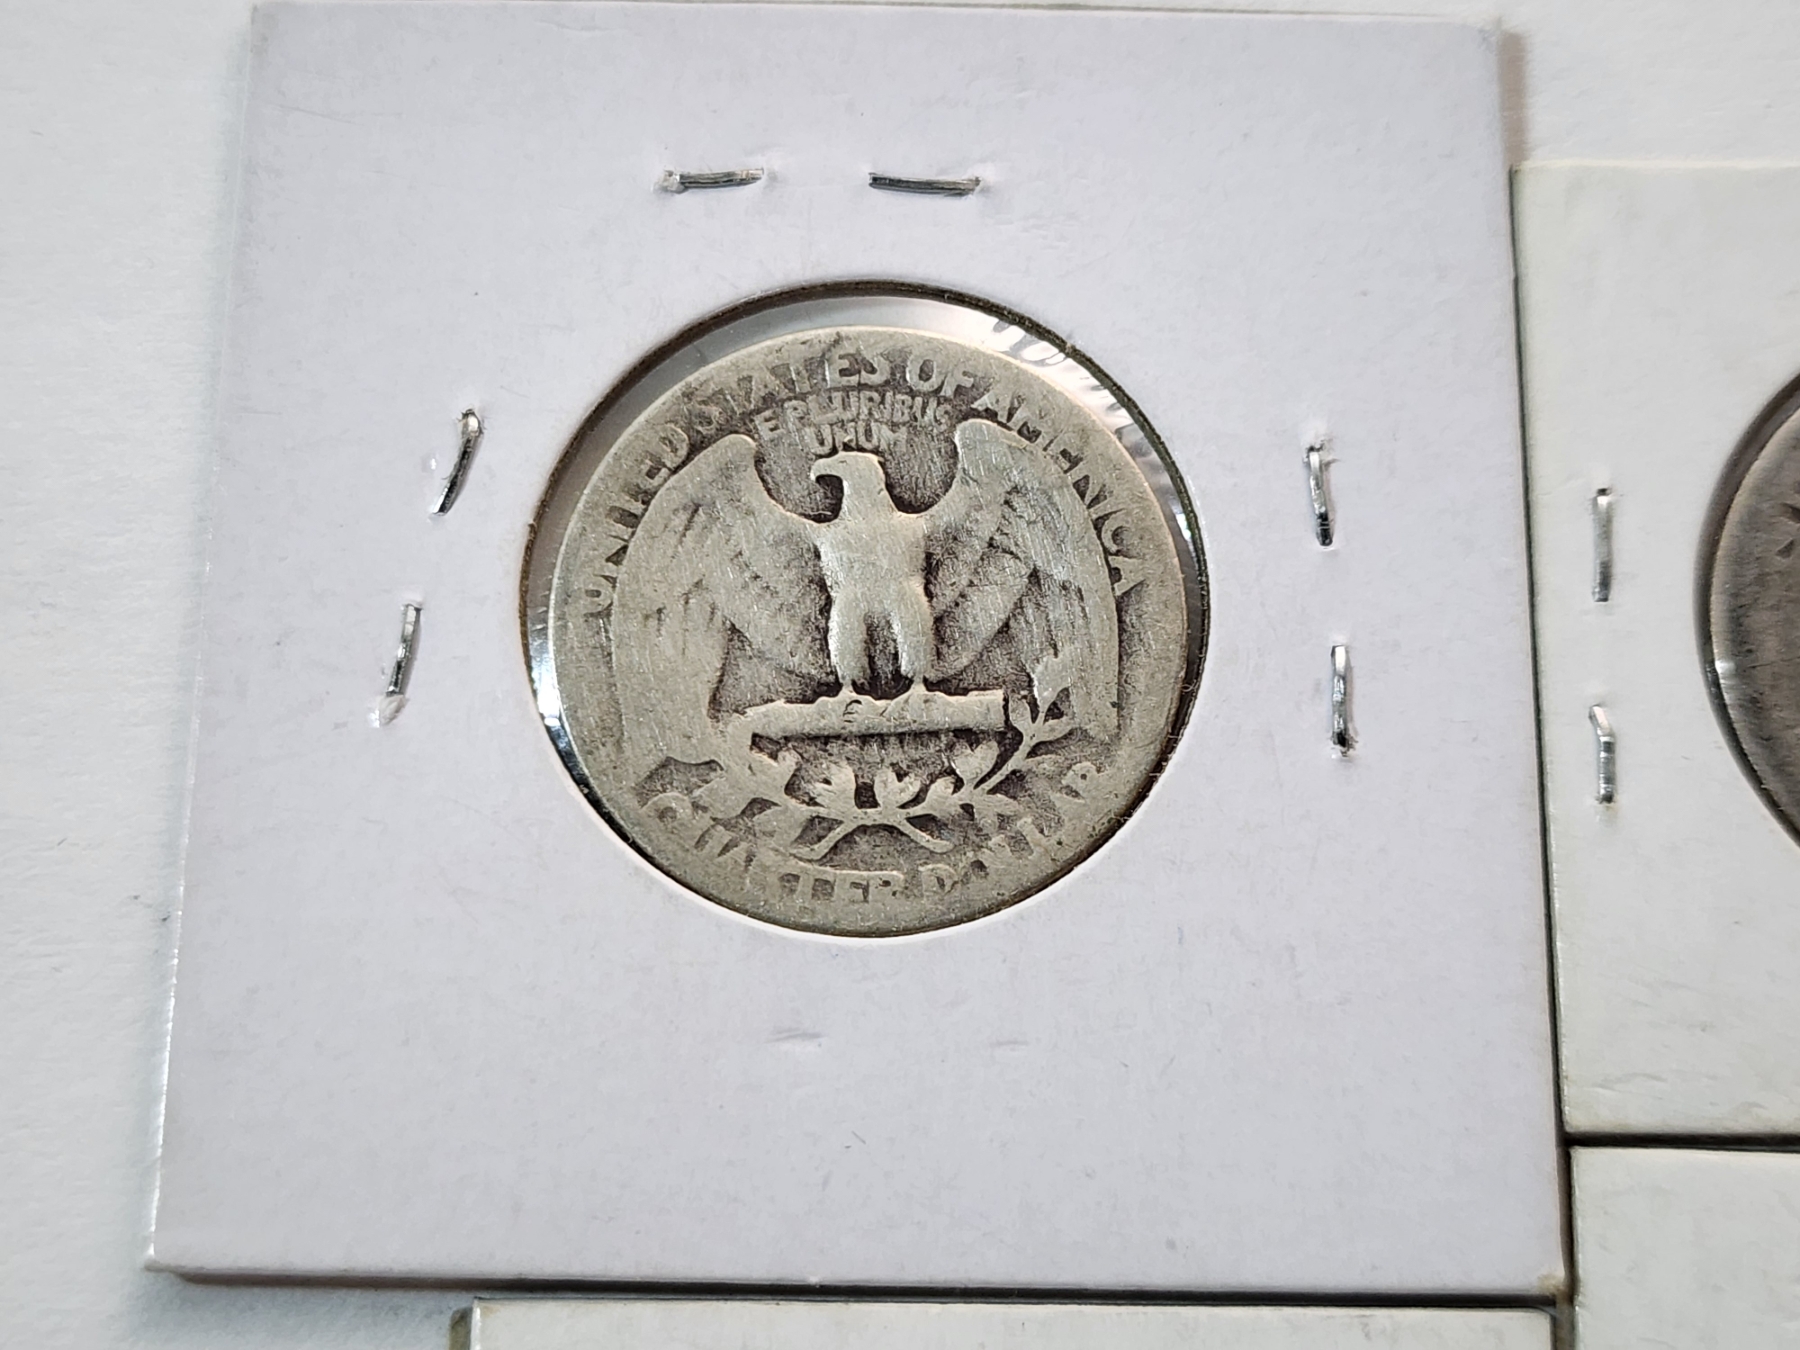 UNITED STATES OF AMERICA
E PLURIBUS
UNUM
QUARTER DOLLAR